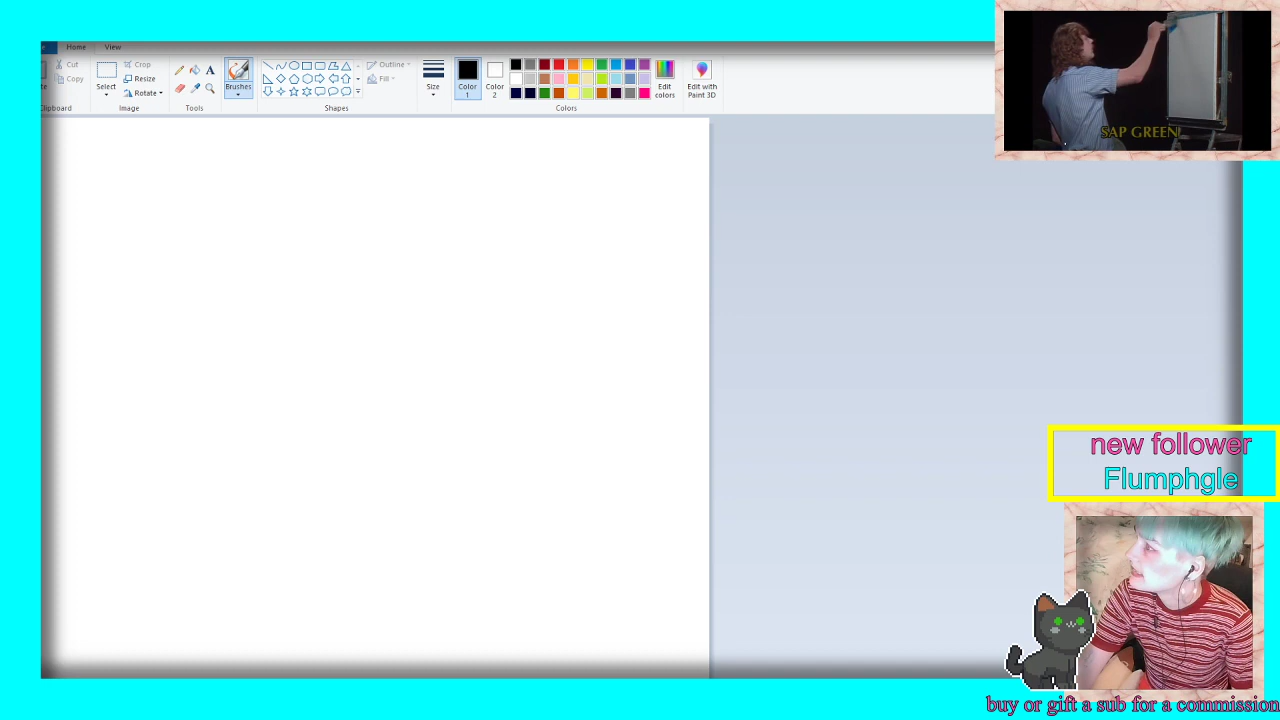 Home View
Cut
Copy
Select
Crop
Resize
Rotate
Brushes
Outline
Fill
Size
Color 1
Color 2
Edit colors
Edit with Paint 3D
Image
Tools
Shapes
Colors
SAP GREEN
new follower
Flumphgle
buy or gift a sub for a commission